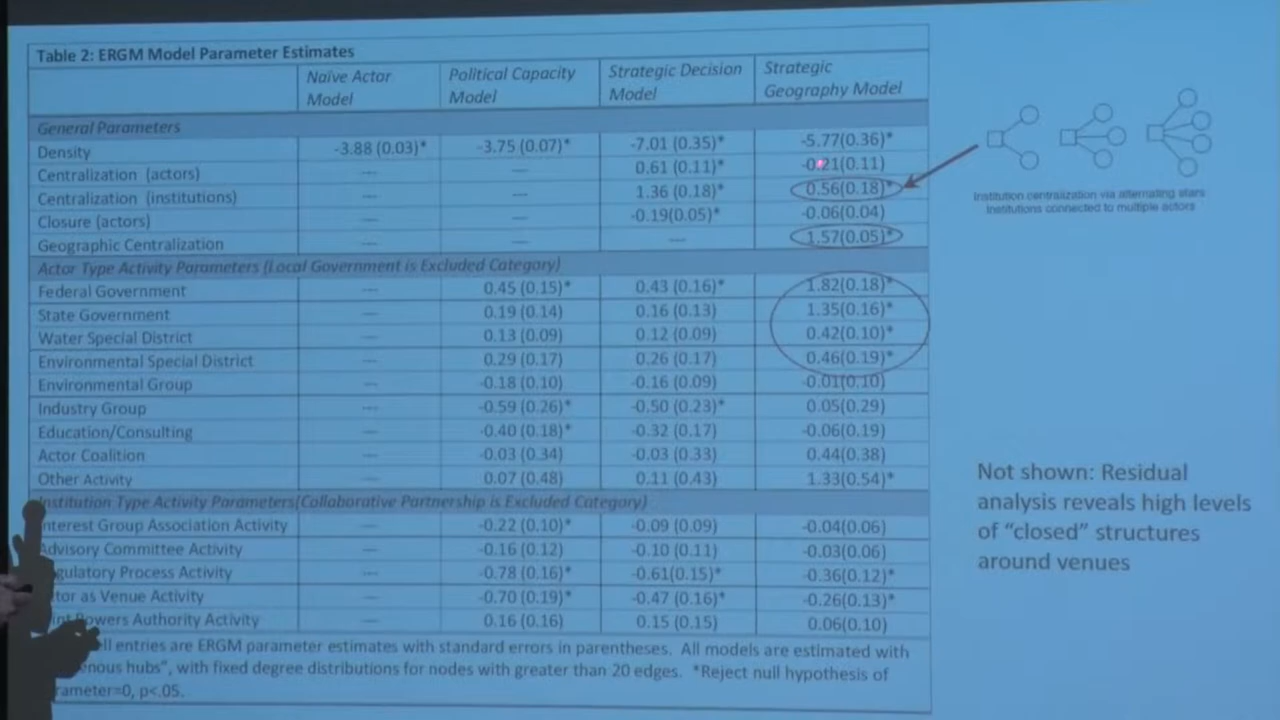 Table 2: ERGM Model Parameter Estimates
Naïve Actor Model Political Capacity Model Strategic Decision Model Strategic Geography Model
General Parameters
Density -3.88 (0.03)* -3.75 (0.07)* -7.01 (0.35)* -5.77(0.36)*
Centralization (actors) --- --- 0.61 (0.11)* -0.21(0.11)
Centralization (institutions) --- --- 1.36 (0.18)* 0.56(0.18)*
Closure (actors) --- --- -0.19(0.05)* -0.06(0.04)
Geographic Centralization --- --- --- 1.57(0.05)*
Actor Type Activity Parameters (Local Government is Excluded Category)
Federal Government --- 0.45 (0.15)* 0.43 (0.16)* 1.82(0.18)*
State Government --- 0.19 (0.14) 0.16 (0.13) 1.35(0.16)*
Water Special District --- 0.13 (0.09) 0.12 (0.09) 0.42(0.10)*
Environmental Special District --- 0.29 (0.17) 0.26 (0.17) 0.46(0.19)*
Environmental Group --- -0.18 (0.10) -0.16 (0.09) -0.01(0.10)
Industry Group --- -0.59 (0.26)* -0.50 (0.23)* 0.05(0.29)
Education/Consulting --- -0.40 (0.18)* -0.32 (0.17) -0.06(0.19)
Actor Coalition --- -0.03 (0.34) -0.03 (0.33) 0.44(0.38)
Other Activity --- 0.07 (0.48) 0.11 (0.43) 1.33(0.54)*
Institution Type Activity Parameters(Collaborative Partnership is Excluded Category)
Interest Group Association Activity --- -0.22 (0.10)* -0.09 (0.09) -0.04(0.06)
Advisory Committee Activity --- -0.16 (0.12) -0.10 (0.11) -0.03(0.06)
gulatory Process Activity --- -0.78 (0.16)* -0.61(0.15)* -0.36(0.12)*
tor as Venue Activity --- -0.70 (0.19)* -0.47 (0.16)* -0.26(0.13)*
int Powers Authority Activity --- 0.16 (0.16) 0.15 (0.15) 0.06(0.10)
ll entries are ERGM parameter estimates with standard errors in parentheses. All models are estimated with
enous hubs", with fixed degree distributions for nodes with greater than 20 edges. *Reject null hypothesis of
rameter=0, p<.05.
Institution centralization via alternating stars
Institutions connected to multiple actors
Not shown: Residual
analysis reveals high levels
of "closed" structures
around venues